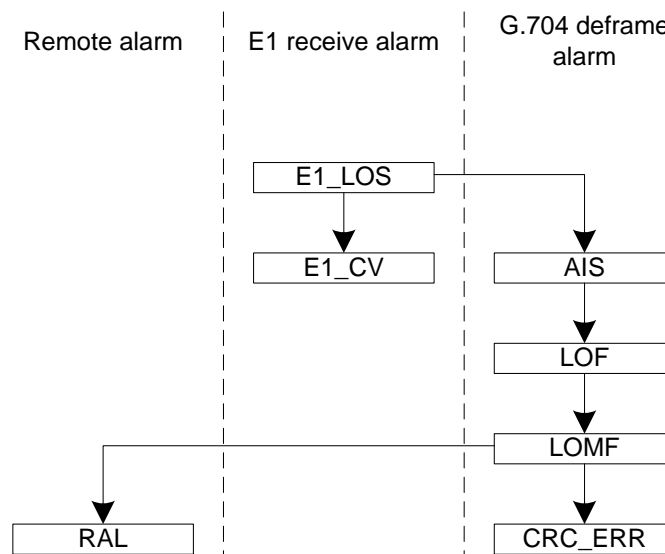 Remote alarm
E1 receive alarm
G.704 deframe
alarm
E1_LOS
E1_CV
AIS
LOF
LOMF
RAL
CRC_ERR